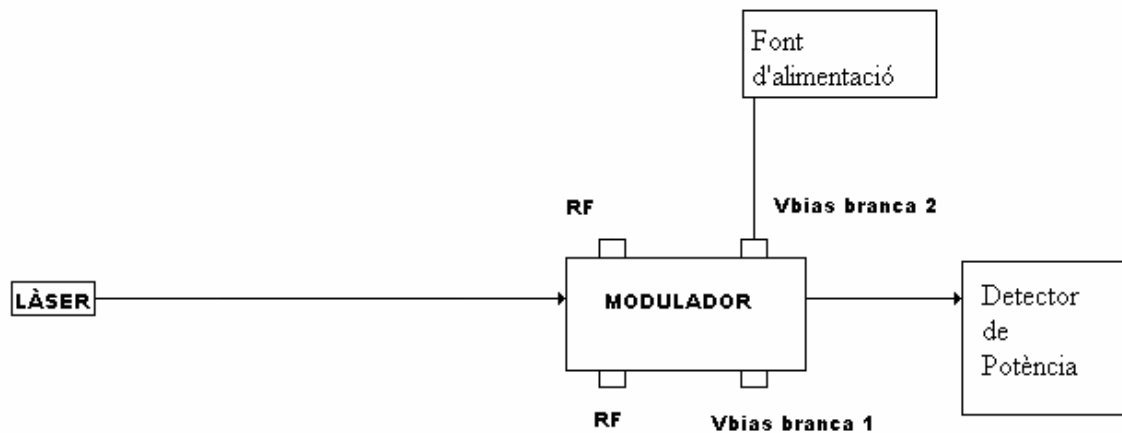 Font
d'alimentació
RF
Vbias branca 2
LÀSER
MODULADOR
Detector
de
Potència
RF
Vbias branca 1